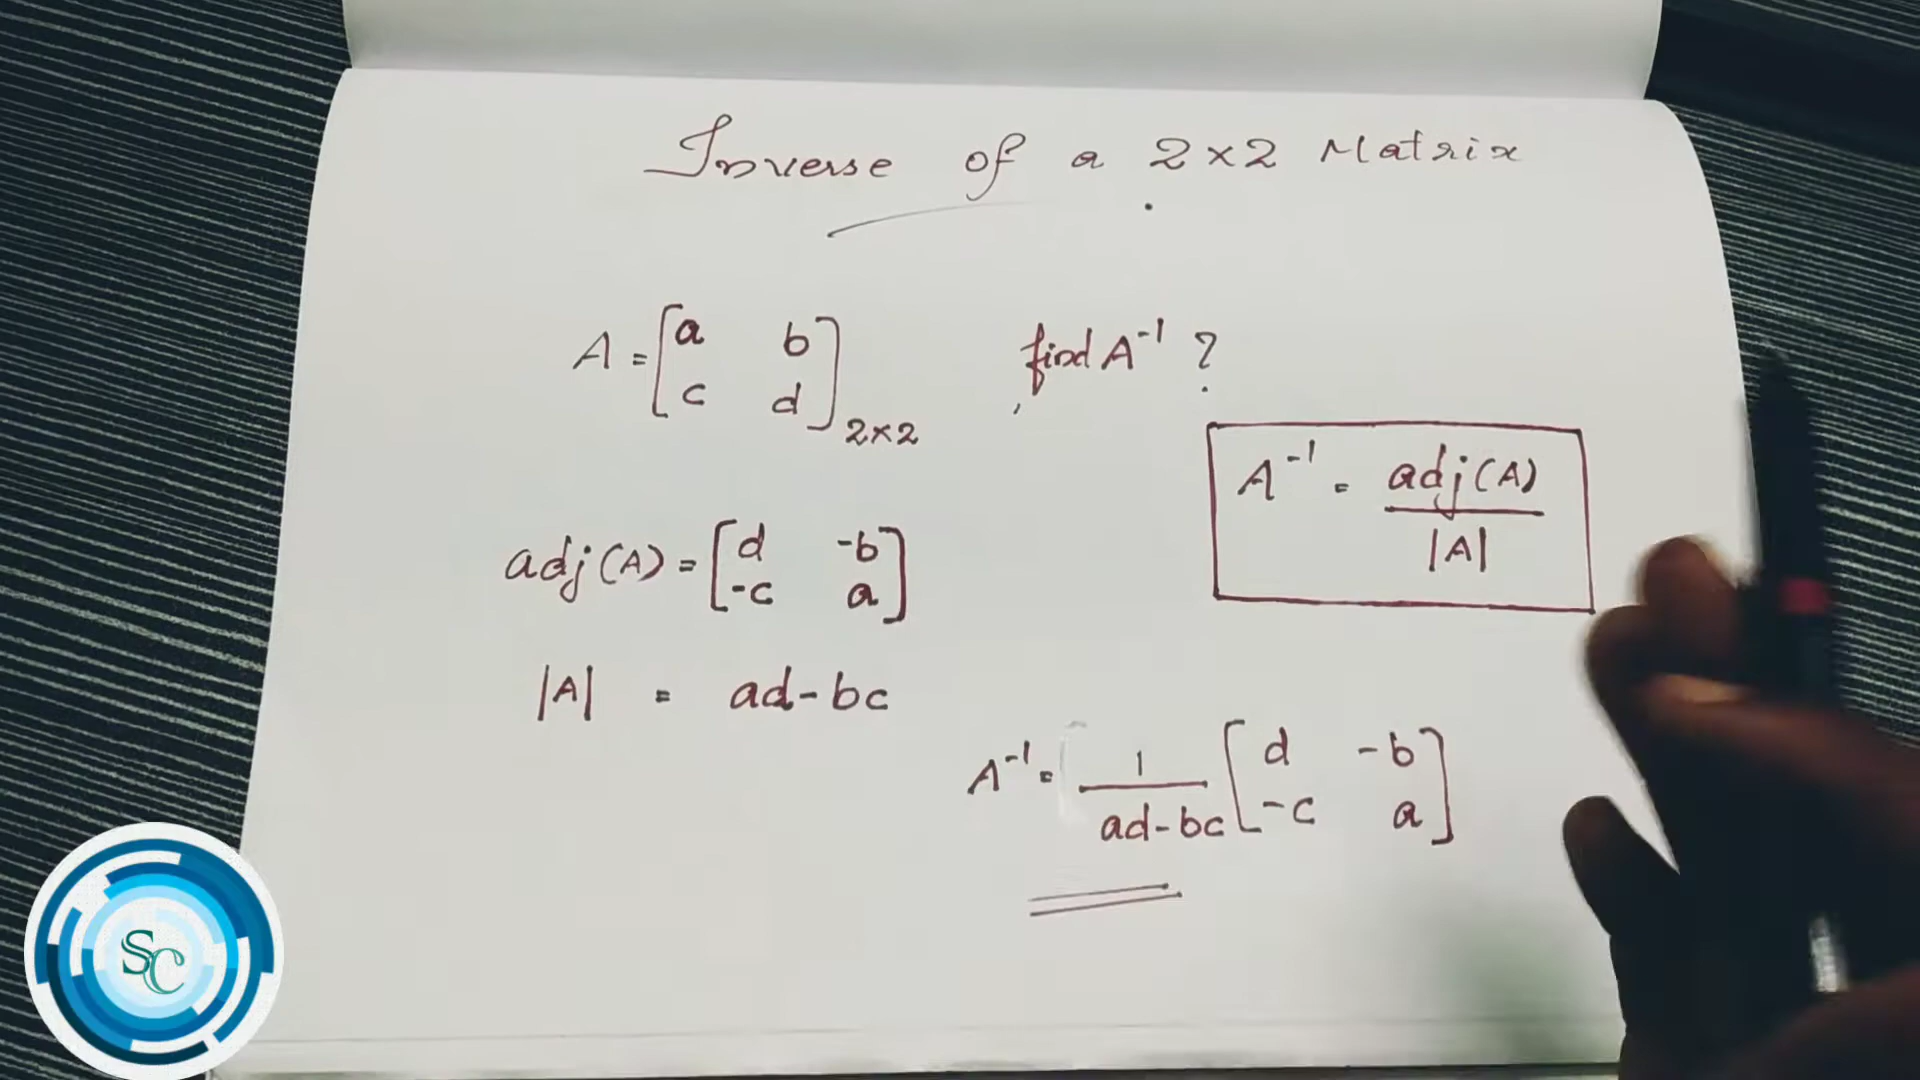 Inverse of a 2×2 Matrix
A = [a b
c d]2×2 , find A⁻¹ ?
A⁻¹ = adj(A)
|A|
adj(A) = [d -b
-c a]
|A| = ad-bc
A⁻¹ = 1/ad-bc [d -b
-c a]
SC